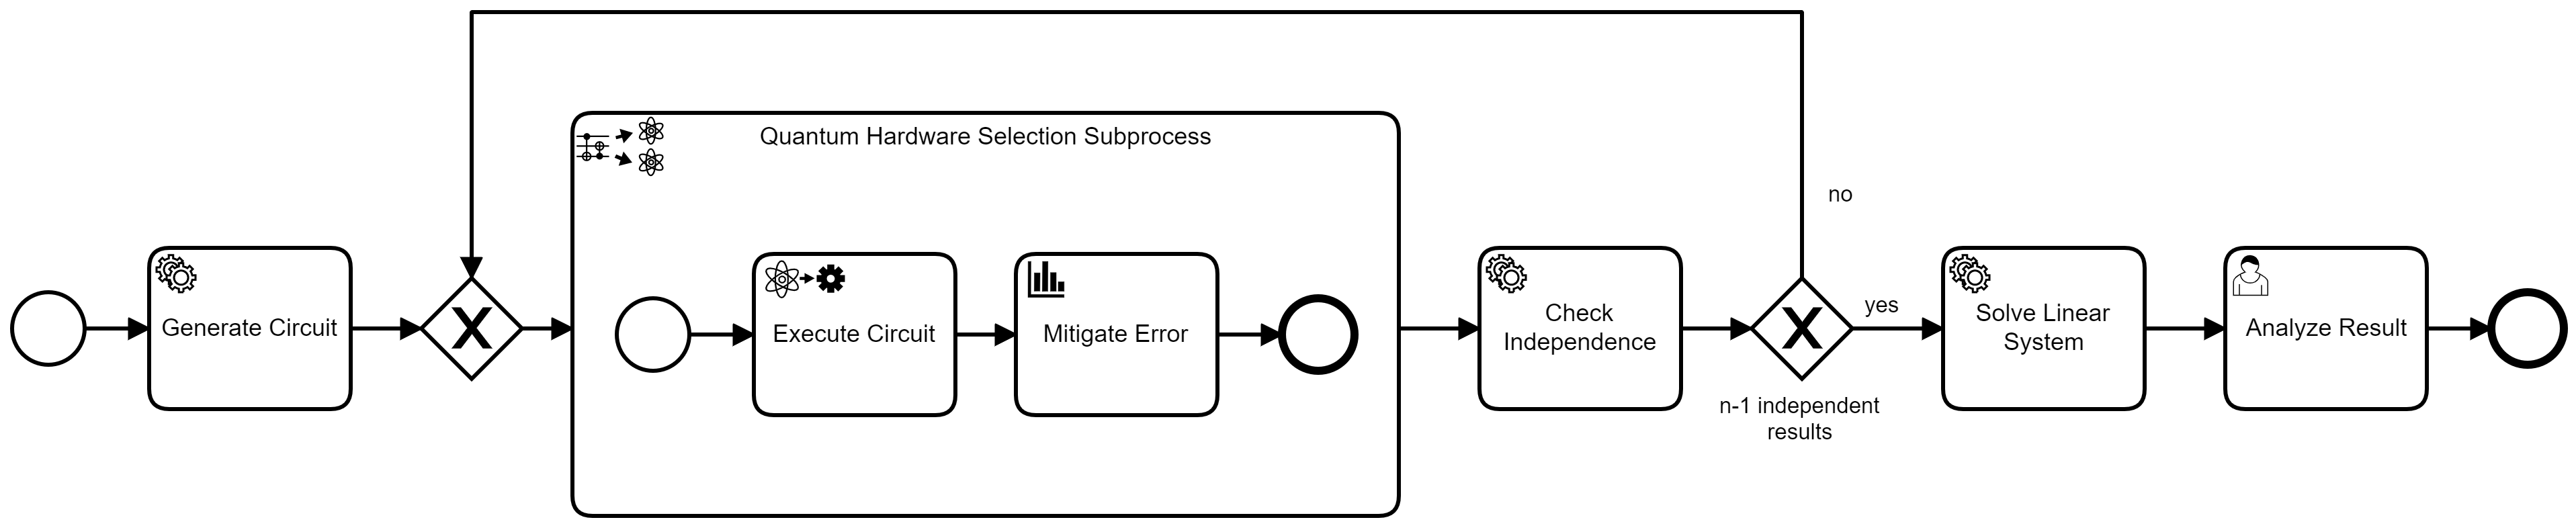 Quantum Hardware Selection Subprocess
Generate Circuit
Execute Circuit
Mitigate Error
Check
Independence
no
yes
n-1 independent
results
Solve Linear
System
Analyze Result